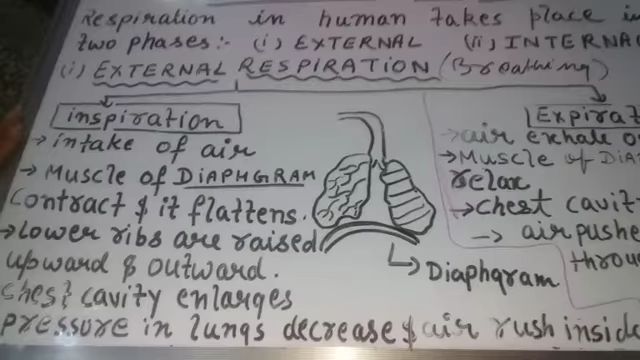 Respiration in human takes place in
two phases:- (i) EXTERNAL (ii) INTERNA
(i) EXTERNAL RESPIRATION (Breathing)
inspiration
→ intake of air
→ Muscle of DIAPHGRAM
contract & it flattens.
→ Lower ribs are raised
upward & outward.
chest cavity enlarges
pressure in lungs decrease & air rush inside
Diaphgram
Expirat
→ air exhale o
→ Muscle of DIA
relax
→ chest cavit
→ air pushe
throu